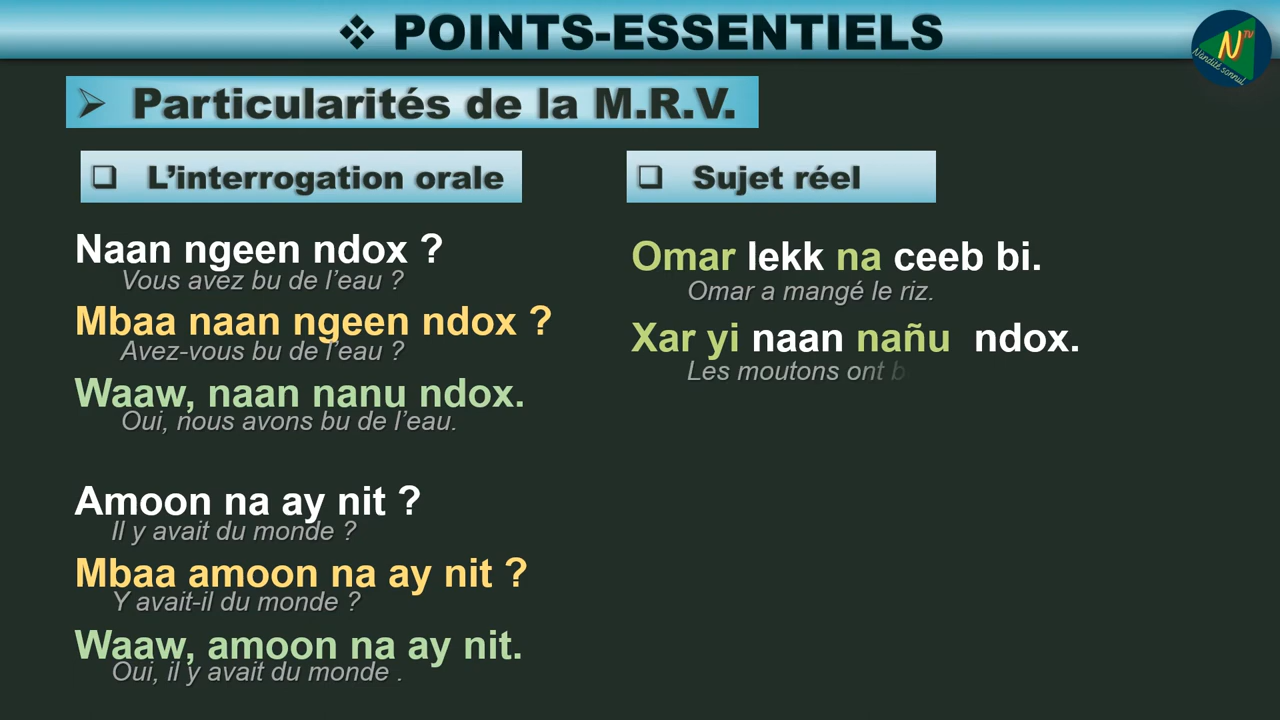 POINTS-ESSENTIELS
N TV
Nandité sonnul
Particularités de la M.R.V.
L'interrogation orale
Naan ngeen ndox ?
Vous avez bu de l'eau ?
Mbaa naan ngeen ndox ?
Avez-vous bu de l'eau ?
Waaw, naan nanu ndox.
Oui, nous avons bu de l'eau.
Amoon na ay nit ?
Il y avait du monde ?
Mbaa amoon na ay nit ?
Y avait-il du monde ?
Waaw, amoon na ay nit.
Oui, il y avait du monde .
Sujet réel
Omar lekk na ceeb bi.
Omar a mangé le riz.
Xar yi naan nañu ndox.
Les moutons ont b